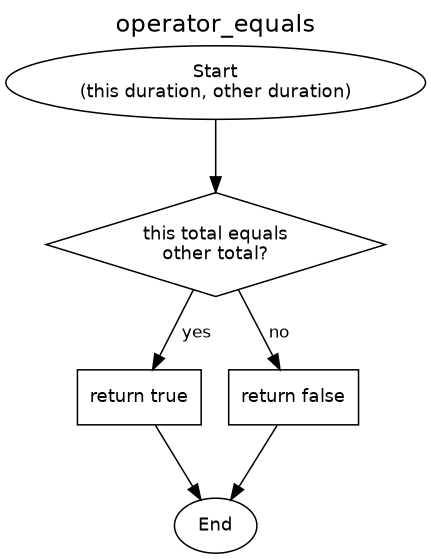 operator_equals
Start
(this duration, other duration)
this total equals
other total?
yes
no
return true
return false
End